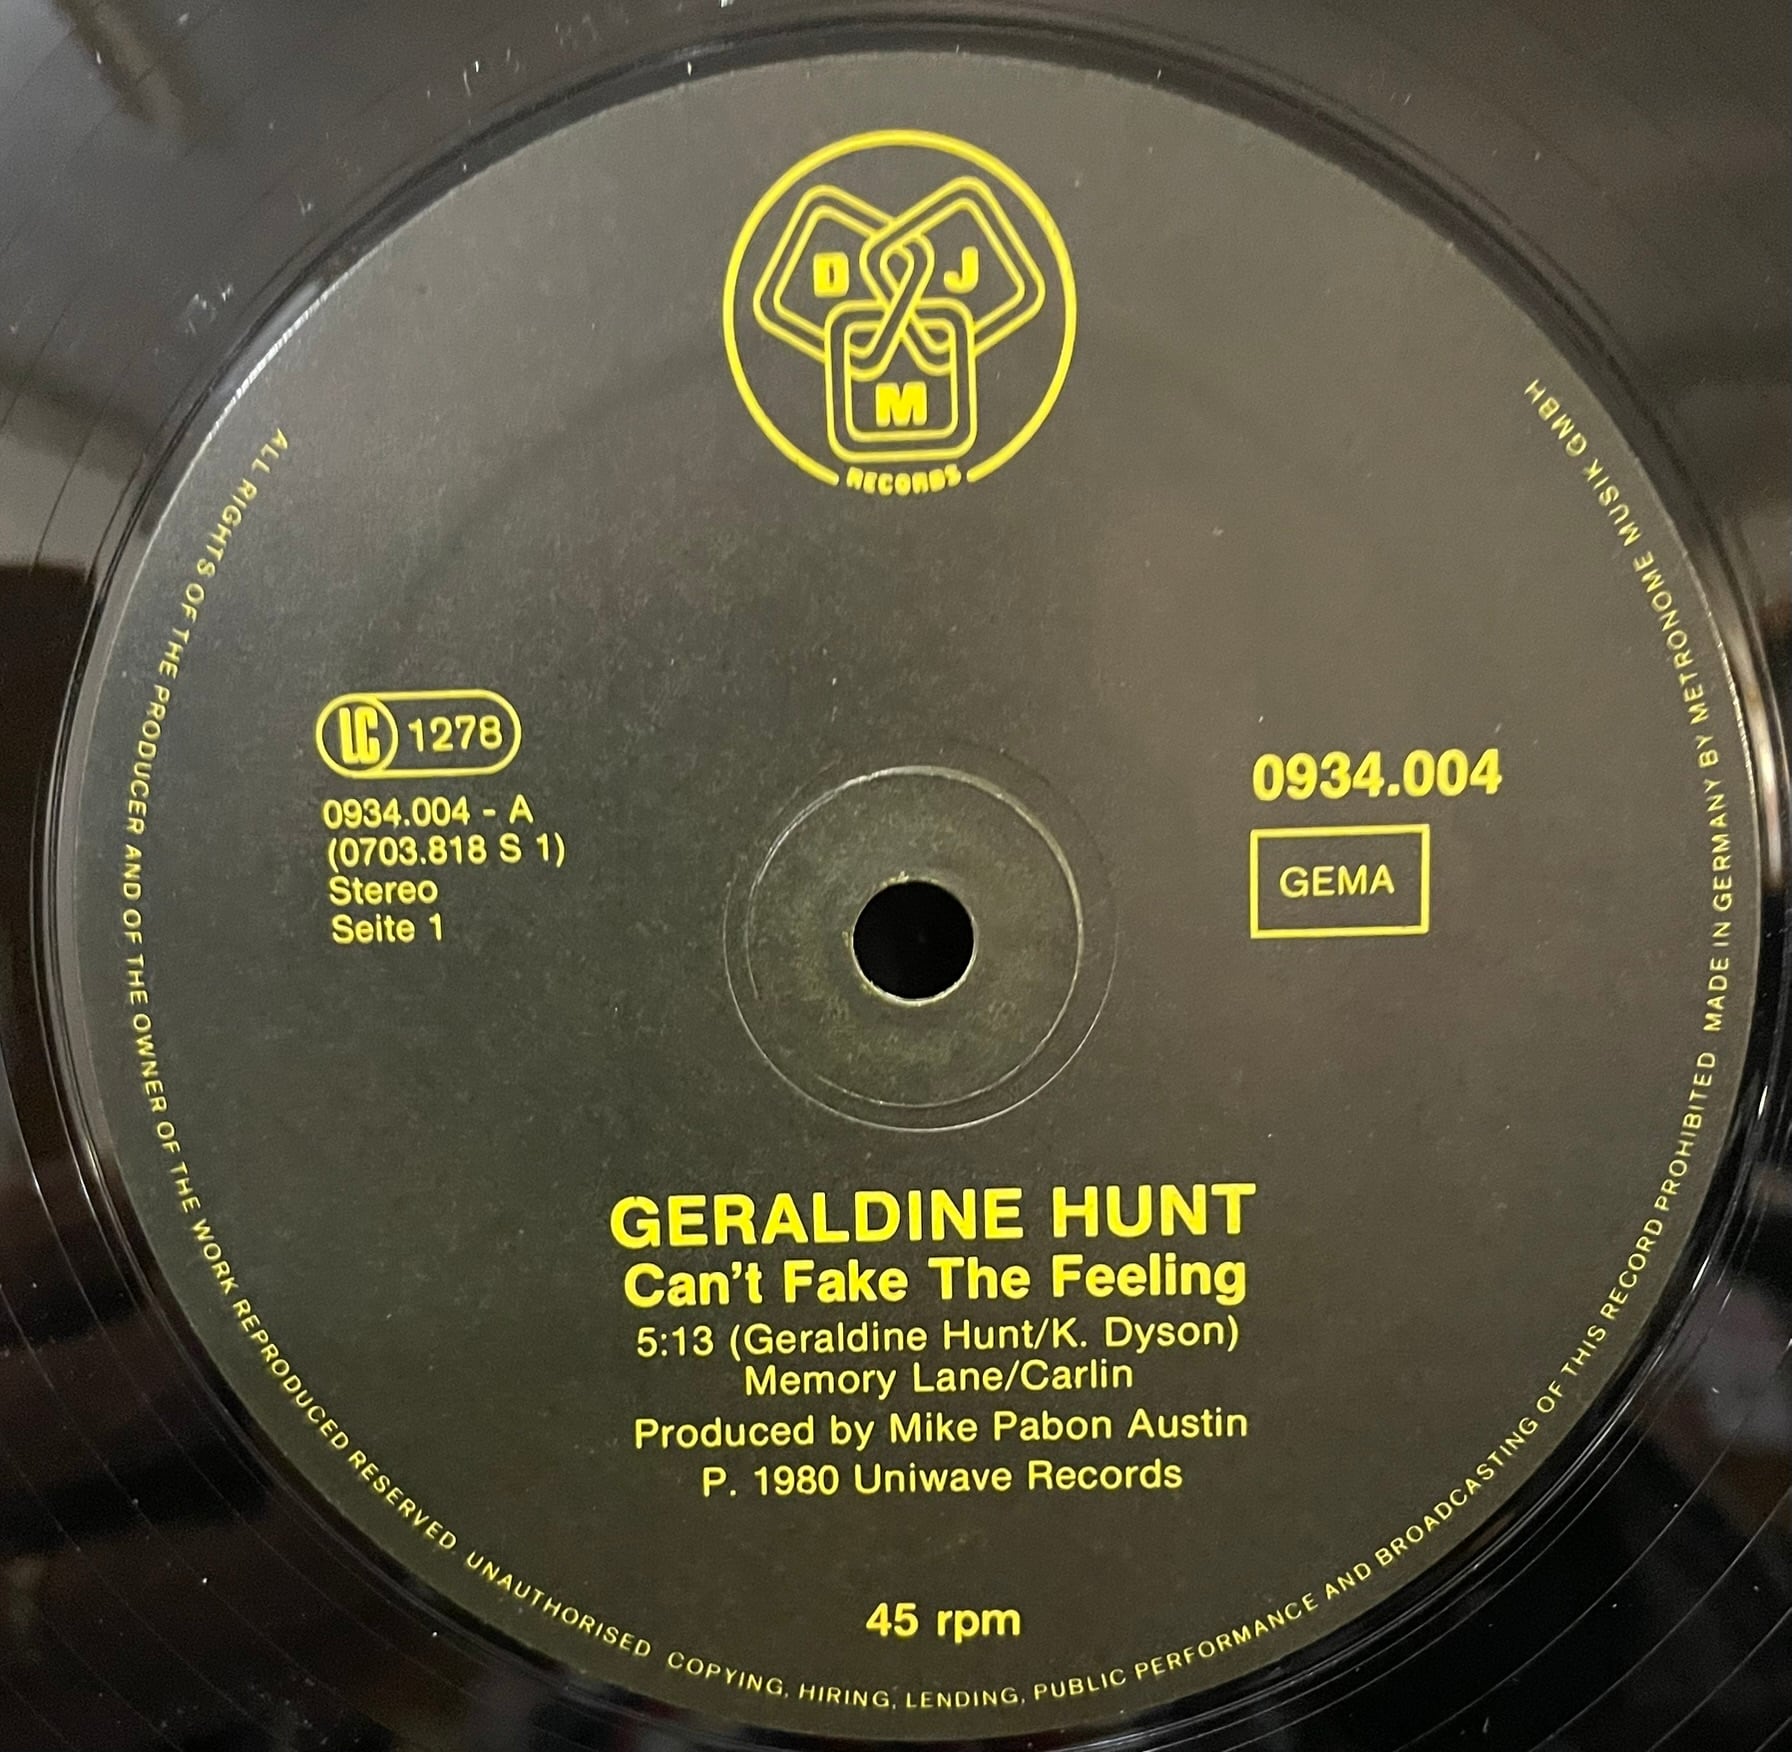 D J
M
RECORDS
LC 1278
0934.004 - A
(0703.818 S 1)
Stereo
Seite 1
0934.004
GEMA
GERALDINE HUNT
Can't Fake The Feeling
5:13 (Geraldine Hunt/K. Dyson)
Memory Lane/Carlin
Produced by Mike Pabon Austin
P. 1980 Uniwave Records
45 rpm
ALL RIGHTS OF THE PRODUCER AND OF THE OWNER OF THE WORK REPRODUCED RESERVED UNAUTHORISED COPYING, HIRING, LENDING, PUBLIC PERFORMANCE AND BROADCASTING OF THIS RECORD PROHIBITED MADE IN GERMANY BY METRONOME MUSIK GMBH